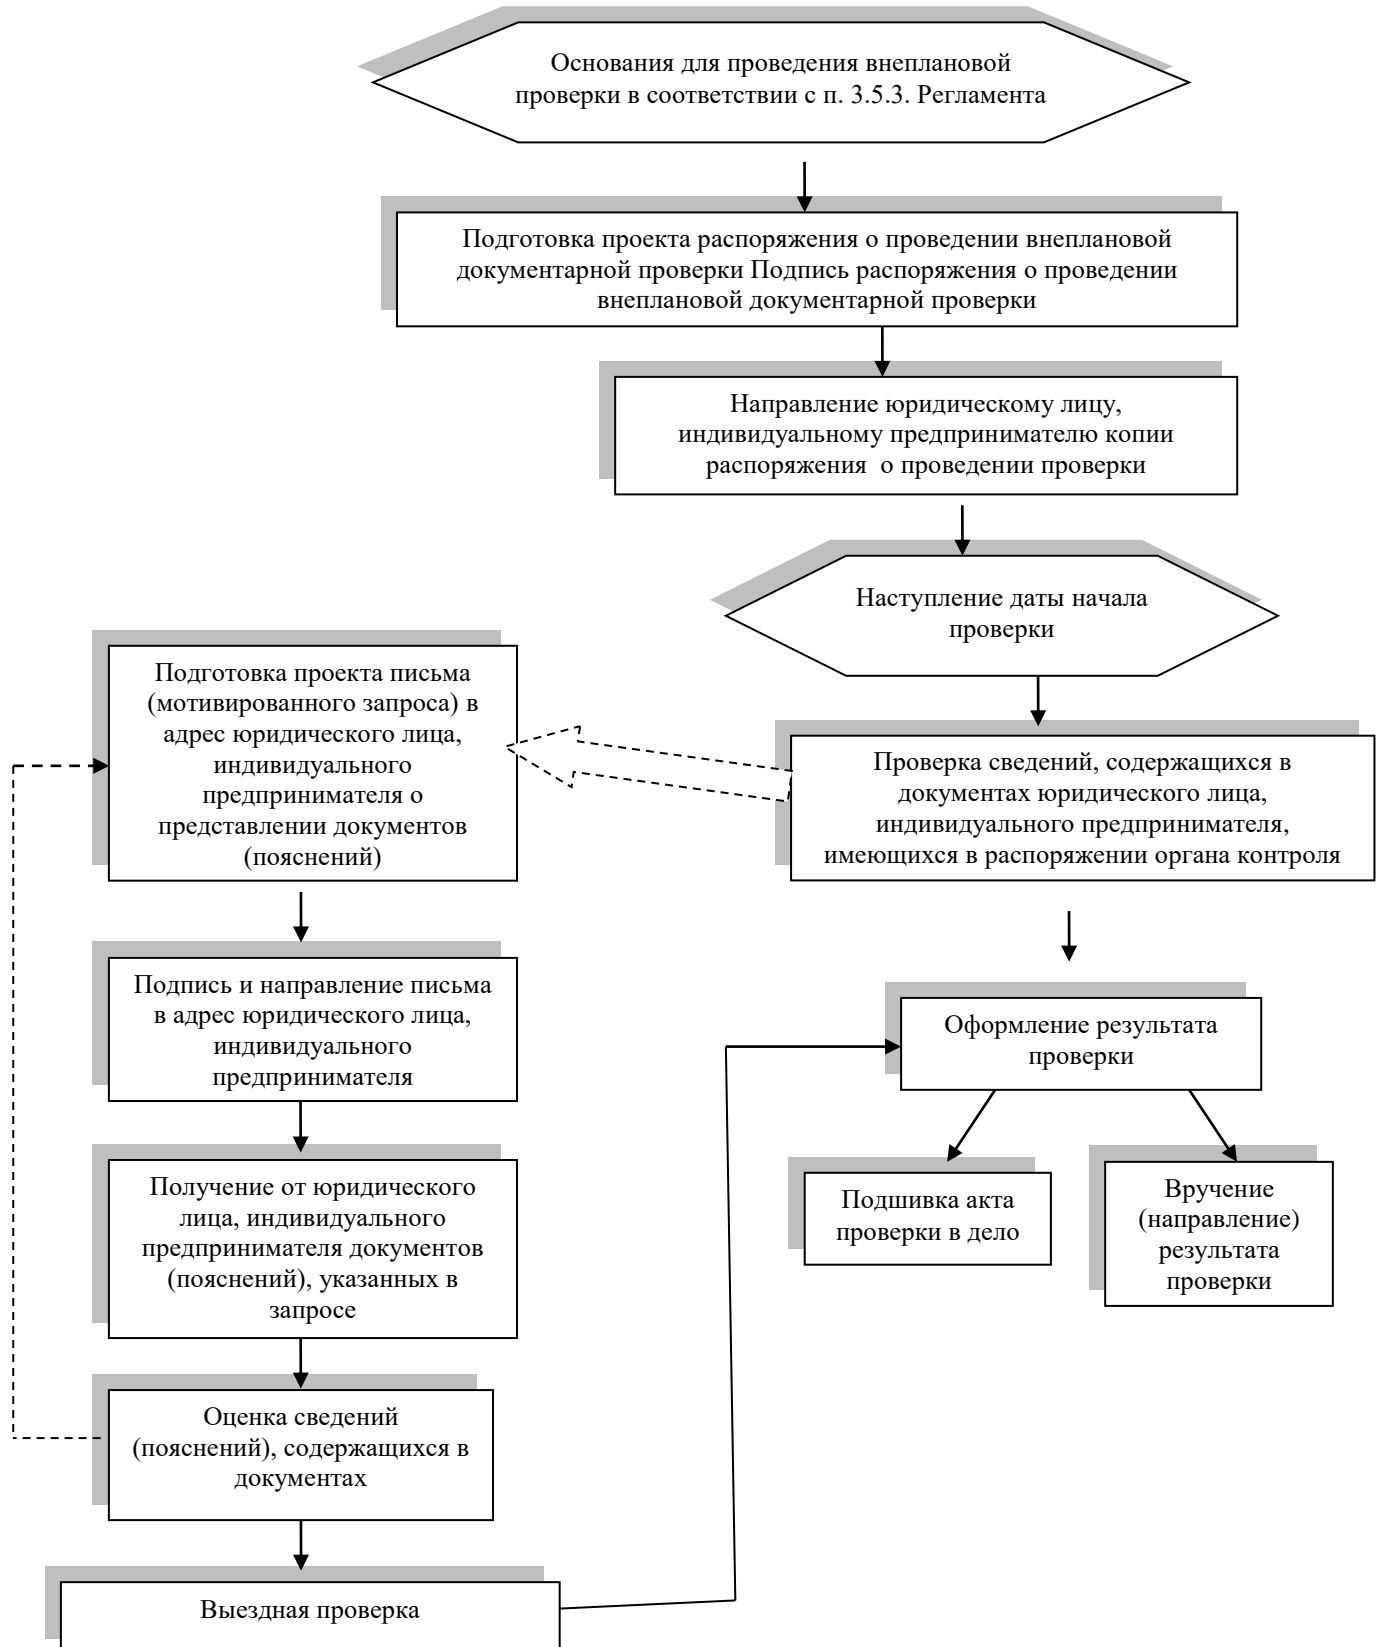 Основания для проведения внеплановой
проверки в соответствии с п. 3.5.3. Регламента
Подготовка проекта распоряжения о проведении внеплановой
документарной проверки Подпись распоряжения о проведении
внеплановой документарной проверки
Направление юридическому лицу,
индивидуальному предпринимателю копии
распоряжения о проведении проверки
Наступление даты начала
проверки
Проверка сведений, содержащихся в
документах юридического лица,
индивидуального предпринимателя,
имеющихся в распоряжении органа контроля
Подготовка проекта письма
(мотивированного запроса) в
адрес юридического лица,
индивидуального
предпринимателя о
представлении документов
(пояснений)
Подпись и направление письма
в адрес юридического лица,
индивидуального
предпринимателя
Получение от юридического
лица, индивидуального
предпринимателя документов
(пояснений), указанных в
запросе
Оценка сведений
(пояснений), содержащихся в
документах
Выездная проверка
Оформление результата
проверки
Подшивка акта
проверки в дело
Вручение
(направление)
результата
проверки